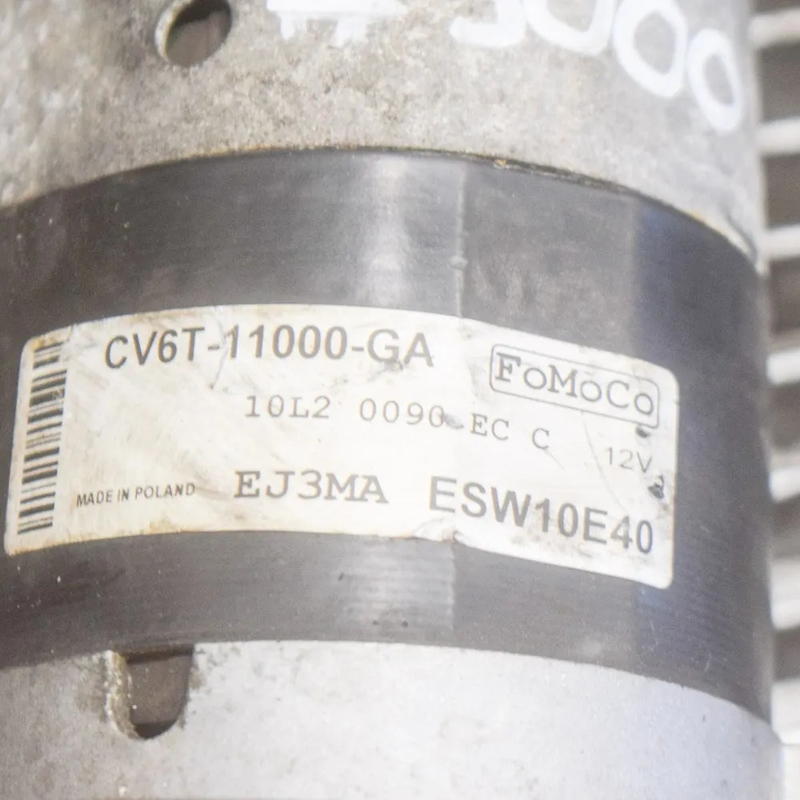 CV6T-11000-GA
FoMoCo
10L2 0090 EC C 12V
MADE IN POLAND EJ3MA ESW10E40